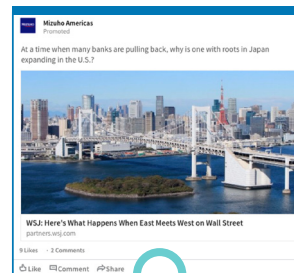 Mizuho Americas
Promoted
At a time when many banks are pulling back, why is one with roots in Japan
expanding in the U.S.?
WSJ: Here's What Happens When East Meets West on Wall Street
partners.wsj.com
9 Likes · 2 Comments
Like Comment Share